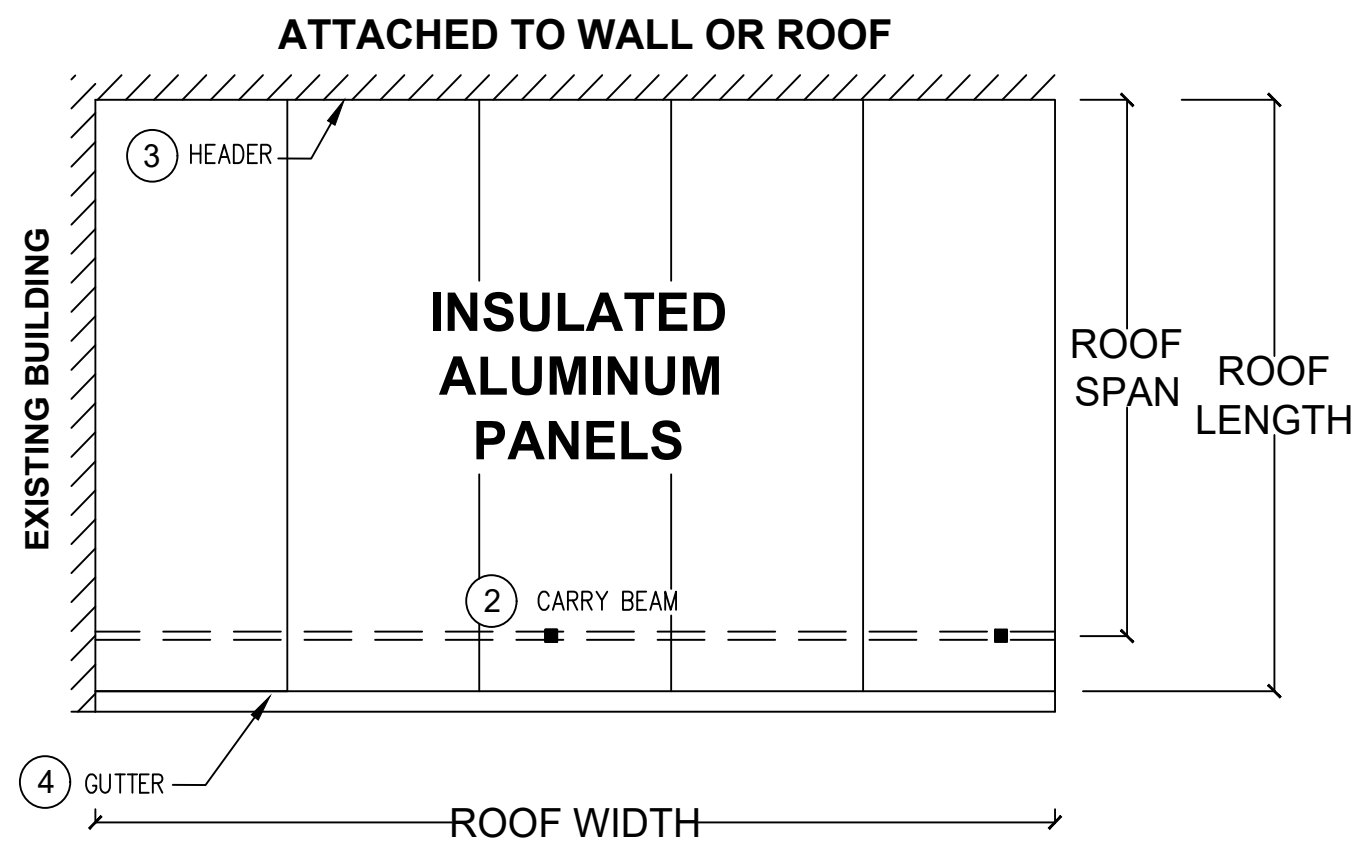 ATTACHED TO WALL OR ROOF
3 HEADER
EXISTING BUILDING
INSULATED
ALUMINUM
PANELS
ROOF
SPAN
ROOF
LENGTH
2 CARRY BEAM
4 GUTTER
ROOF WIDTH